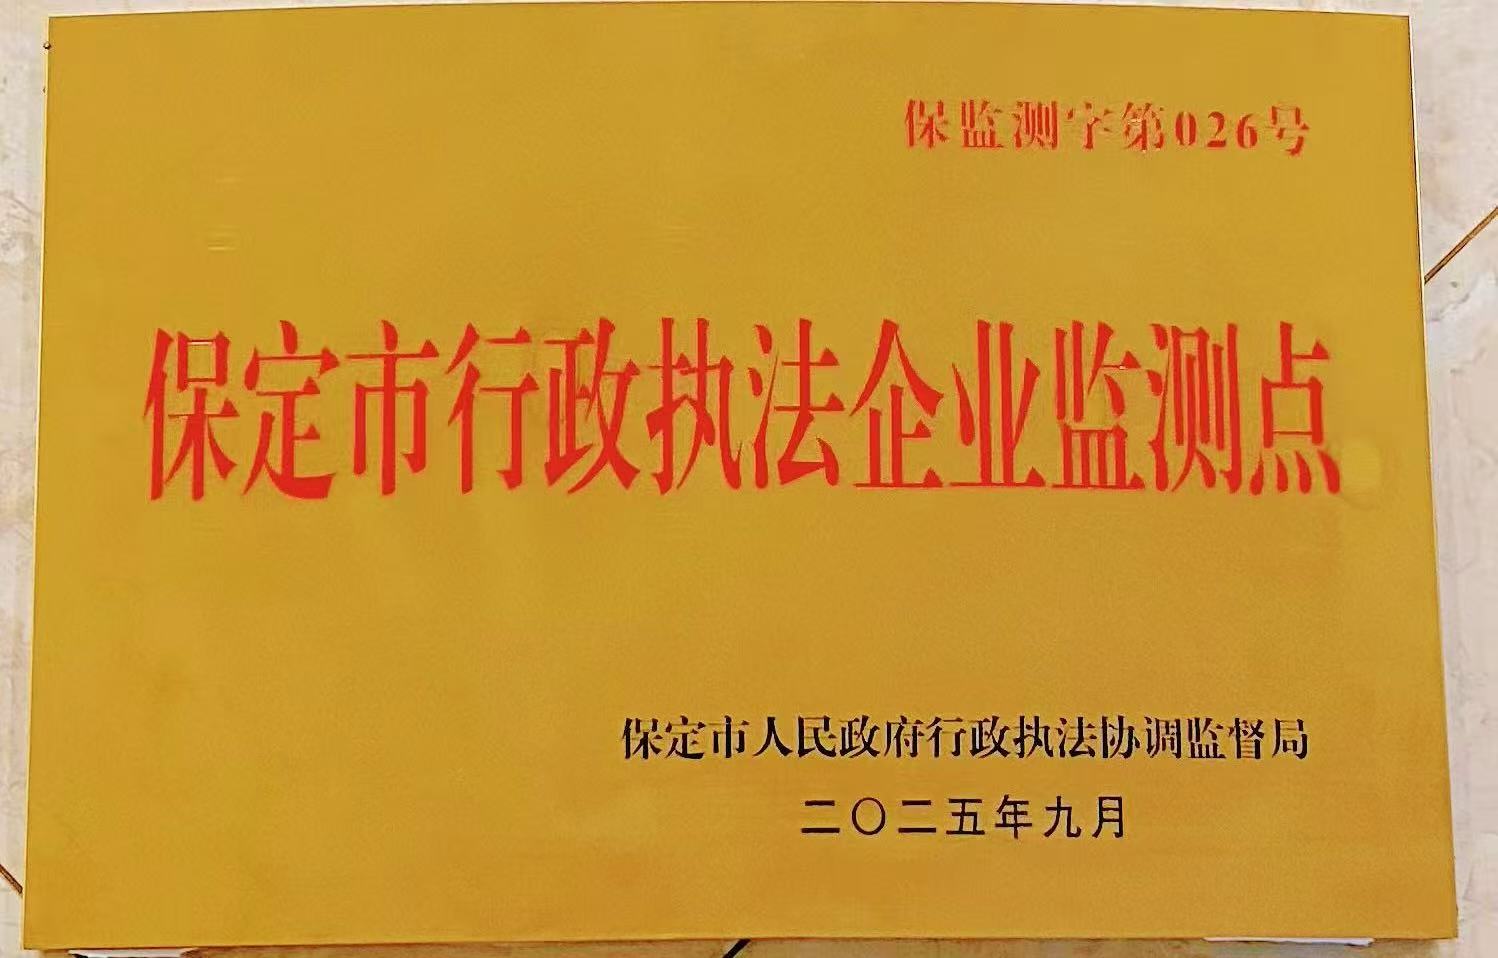 保监测字第026号
保定市行政执法企业监测点
保定市人民政府行政执法协调监督局
二〇二五年九月